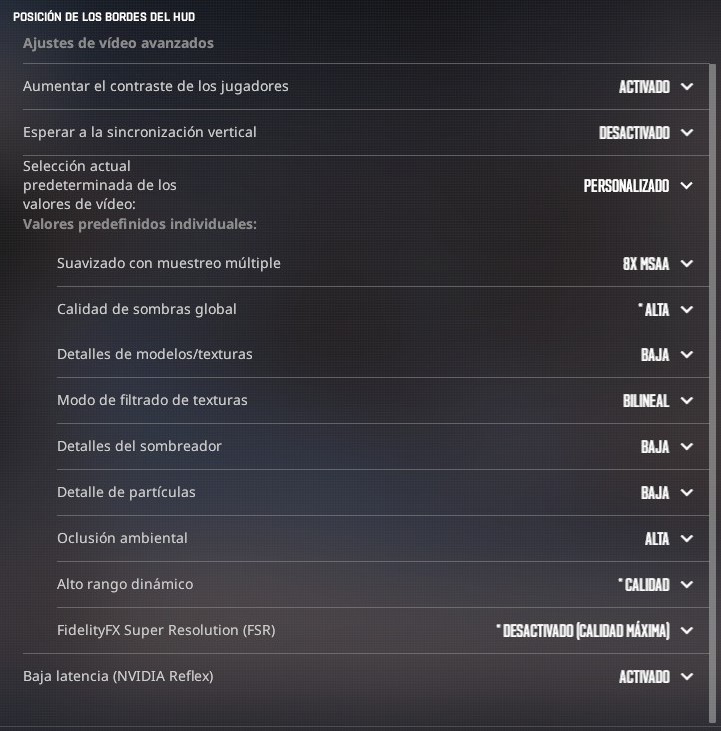 POSICIÓN DE LOS BORDES DEL HUD
Ajustes de vídeo avanzados
Aumentar el contraste de los jugadores ACTIVADO
Esperar a la sincronización vertical DESACTIVADO
Selección actual
predeterminada de los
valores de vídeo: PERSONALIZADO
Valores predefinidos individuales:
Suavizado con muestreo múltiple 8X MSAA
Calidad de sombras global * ALTA
Detalles de modelos/texturas BAJA
Modo de filtrado de texturas BILINEAL
Detalles del sombreador BAJA
Detalle de partículas BAJA
Oclusión ambiental ALTA
Alto rango dinámico * CALIDAD
FidelityFX Super Resolution (FSR) * DESACTIVADO (CALIDAD MÁXIMA)
Baja latencia (NVIDIA Reflex) ACTIVADO